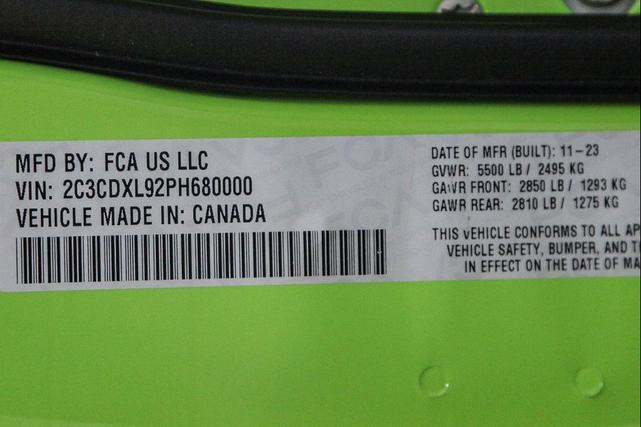 MFD BY: FCA US LLC
VIN: 2C3CDXL92PH680000
VEHICLE MADE IN: CANADA
DATE OF MFR (BUILT): 11-23
GVWR: 5500 LB / 2495 KG
GAWR FRONT: 2850 LB / 1293 KG
GAWR REAR: 2810 LB / 1275 KG
THIS VEHICLE CONFORMS TO ALL AP
VEHICLE SAFETY, BUMPER, AND T
IN EFFECT ON THE DATE OF MA